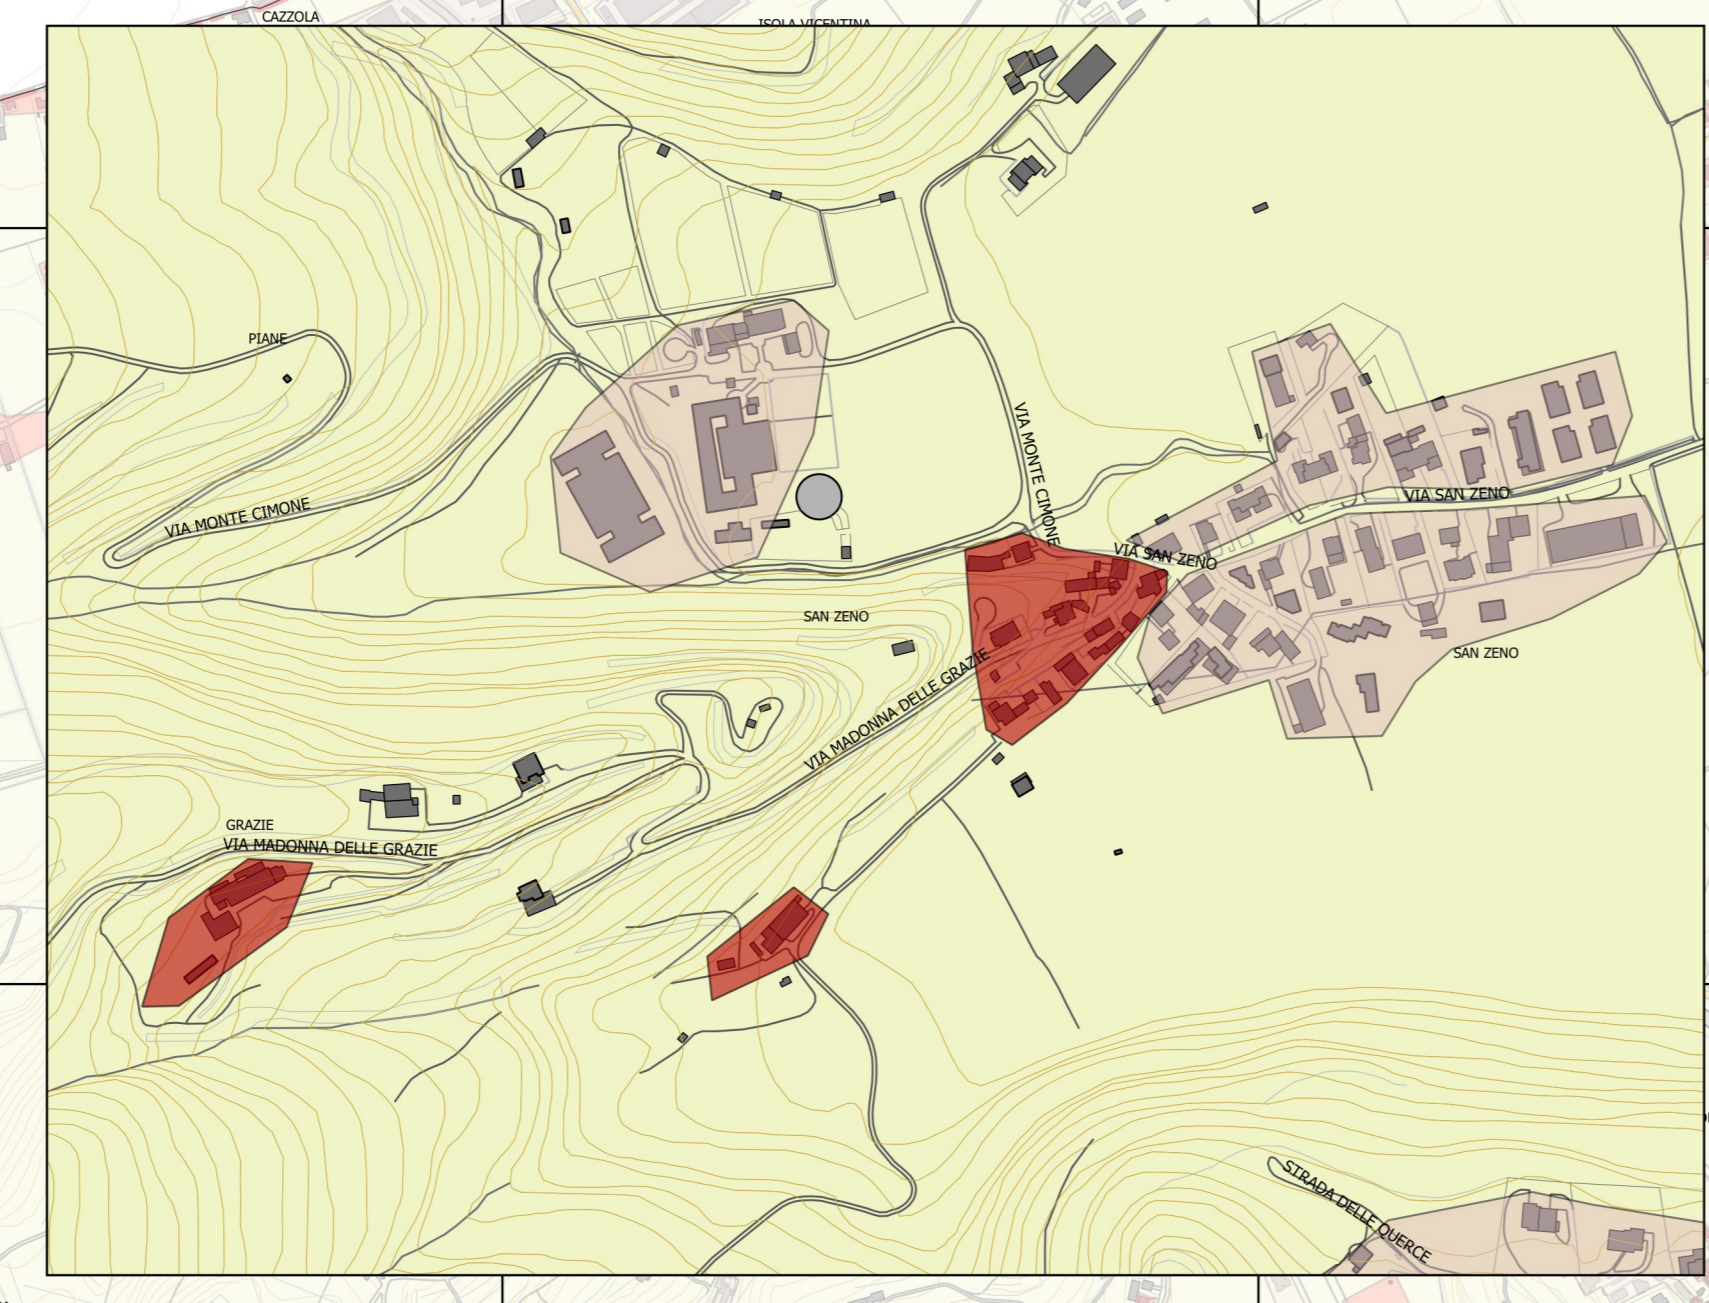 CAZZOLA
ISOLA VICENTINA
PIANE
VIA MONTE CIMONE
VIA MONTE CIMONE
VIA SAN ZENO
VIA SAN ZENO
SAN ZENO
SAN ZENO
VIA MADONNA DELLE GRAZIE
GRAZIE
VIA MADONNA DELLE GRAZIE
STRADA DELLE QUERCE